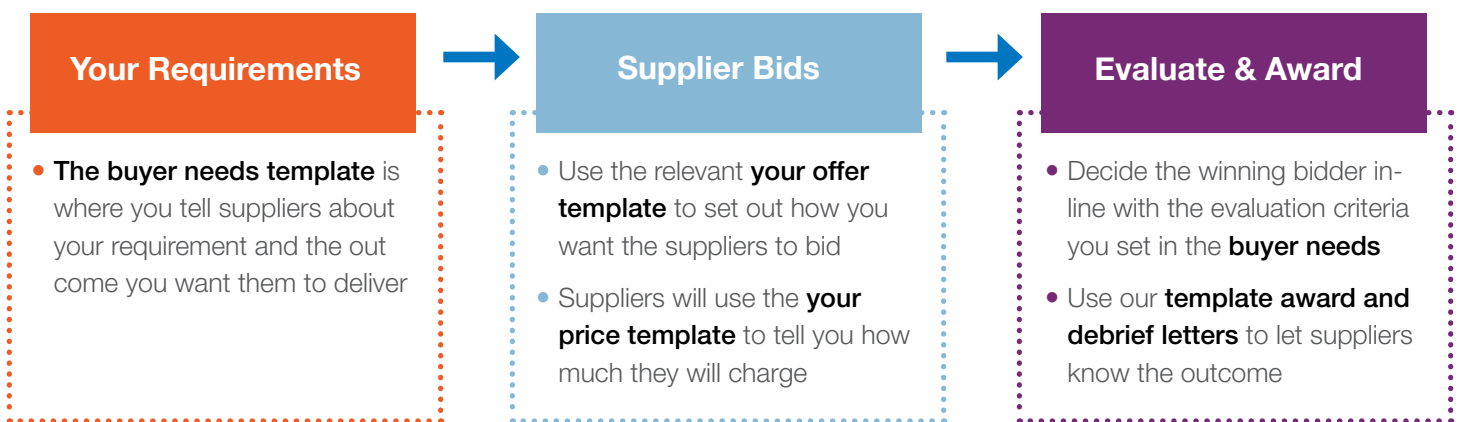 Your Requirements
• The buyer needs template is
where you tell suppliers about
your requirement and the out
come you want them to deliver
Supplier Bids
• Use the relevant your offer
template to set out how you
want the suppliers to bid
• Suppliers will use the your
price template to tell you how
much they will charge
Evaluate & Award
• Decide the winning bidder in-
line with the evaluation criteria
you set in the buyer needs
• Use our template award and
debrief letters to let suppliers
know the outcome